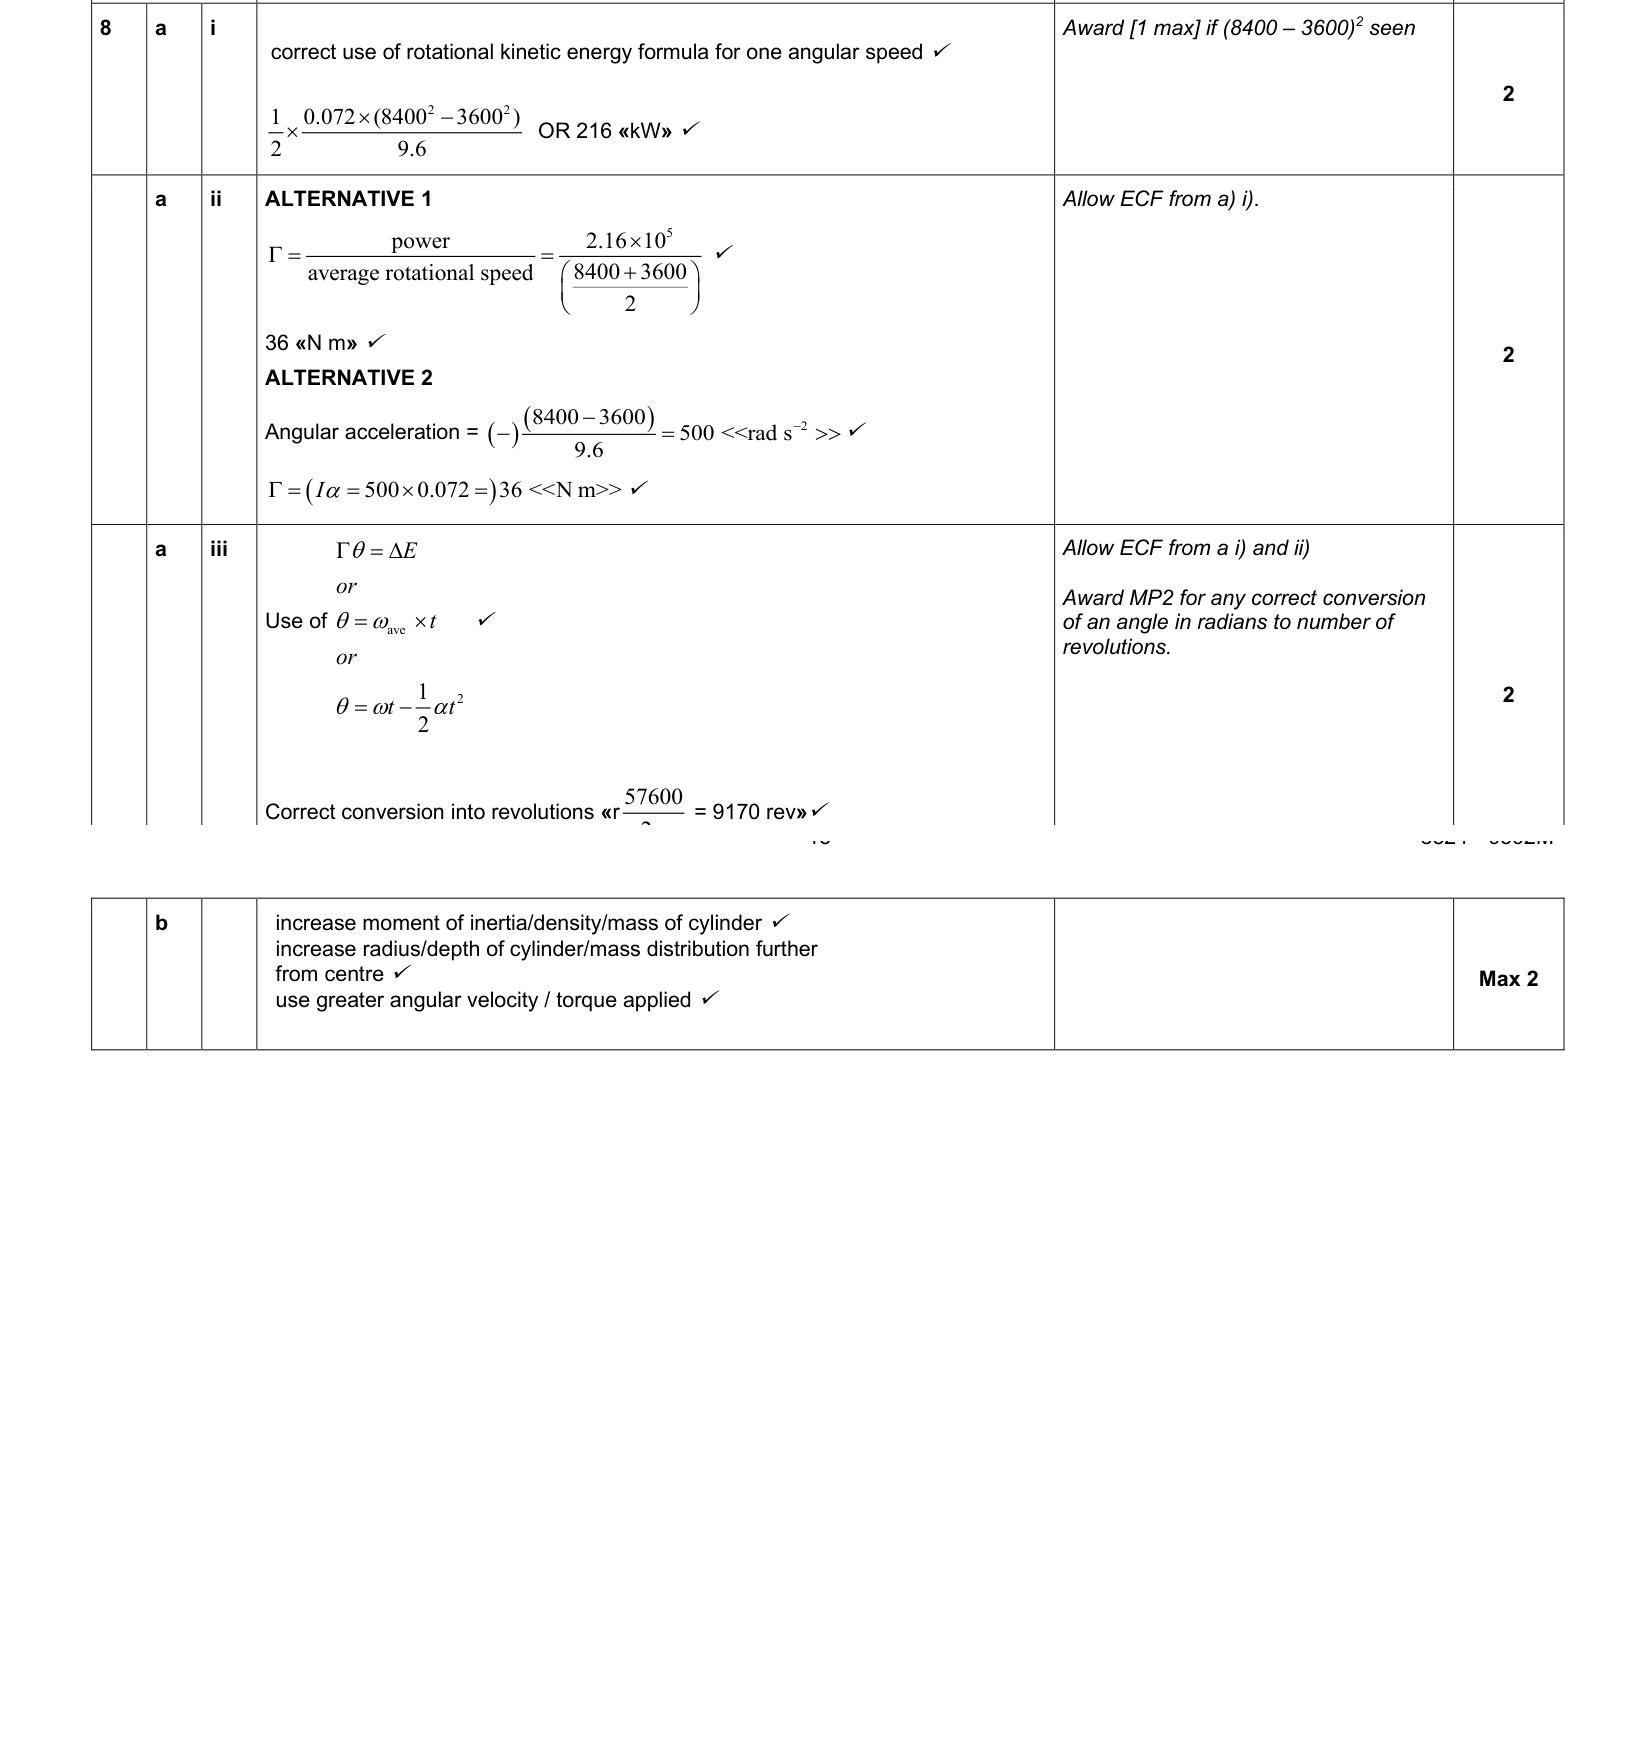 8 a i
correct use of rotational kinetic energy formula for one angular speed ✓
Award [1 max] if (8400 – 3600)² seen
1/2 × 0.072×(8400² − 3600²)/9.6 OR 216 «kW» ✓
2
a ii
ALTERNATIVE 1
Allow ECF from a) i).
Γ = power/average rotational speed = 2.16×10⁵/((8400+3600)/2) ✓
36 «N m» ✓
2
ALTERNATIVE 2
Angular acceleration = (−)(8400−3600)/9.6 = 500 <<rad s⁻² >> ✓
Γ = (Iα = 500×0.072 =)36 <<N m>> ✓
a iii
Γθ = ΔE
Allow ECF from a i) and ii)
or
Award MP2 for any correct conversion
Use of θ = ω_ave × t ✓
of an angle in radians to number of
revolutions.
or
θ = ωt − 1/2 αt²
2
Correct conversion into revolutions «r 57600/ = 9170 rev» ✓
b
increase moment of inertia/density/mass of cylinder ✓
increase radius/depth of cylinder/mass distribution further
from centre ✓
use greater angular velocity / torque applied ✓
Max 2